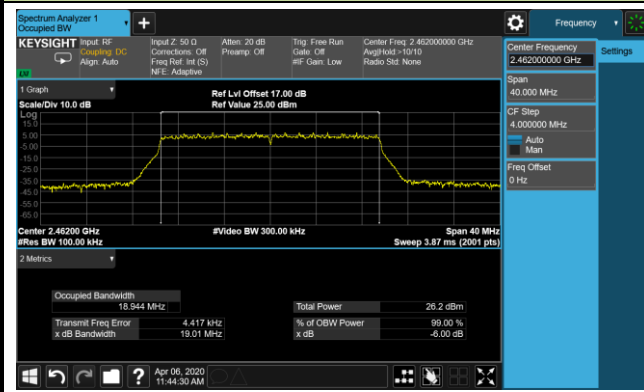 Spectrum Analyzer 1
Occupied BW
Frequency
KEYSIGHT
Input: RF
Coupling: DC
Align: Auto
Input Z: 50 Ω
Corrections: Off
Freq Ref: Int (S)
NFE: Adaptive
Atten: 20 dB
Preamp: Off
Trig: Free Run
Gate: Off
#IF Gain: Low
Center Freq: 2.462000000 GHz
Avg|Hold:>10/10
Radio Std: None
Center Frequency
2.462000000 GHz
Settings
Span
40.000 MHz
CF Step
4.000000 MHz
Auto
Man
Freq Offset
0 Hz
1 Graph
Scale/Div 10.0 dB
Ref Lvl Offset 17.00 dB
Ref Value 25.00 dBm
Log
15.0
5.00
-5.00
-15.0
-25.0
-35.0
-45.0
-55.0
-65.0
Center 2.46200 GHz
#Res BW 100.00 kHz
#Video BW 300.00 kHz
Span 40 MHz
Sweep 3.87 ms (2001 pts)
2 Metrics
Occupied Bandwidth
18.944 MHz
Total Power 26.2 dBm
Transmit Freq Error 4.417 kHz
% of OBW Power 99.00 %
x dB Bandwidth 19.01 MHz
x dB -6.00 dB
Apr 06, 2020
11:44:30 AM